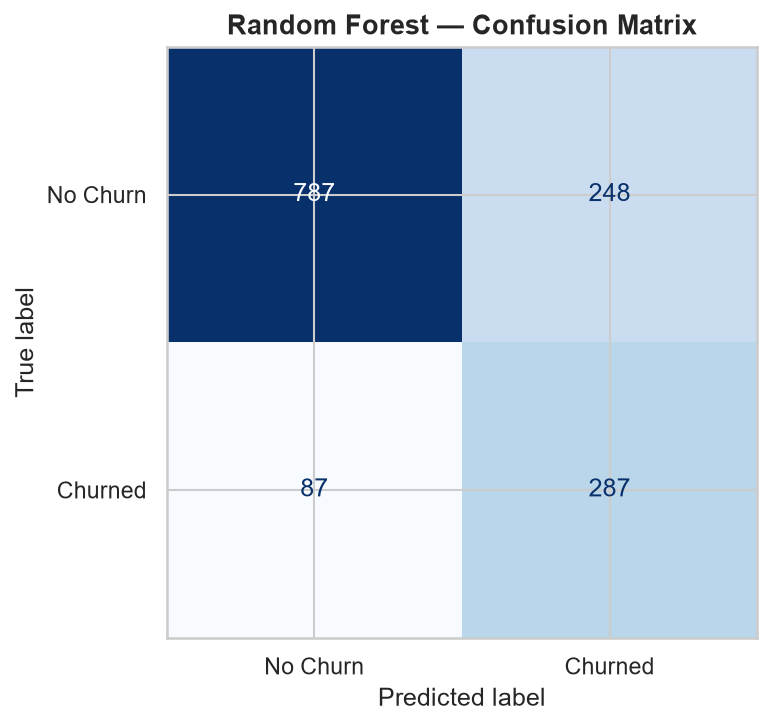 Random Forest — Confusion Matrix
No Churn
787
248
True label
Churned
87
287
No Churn
Churned
Predicted label